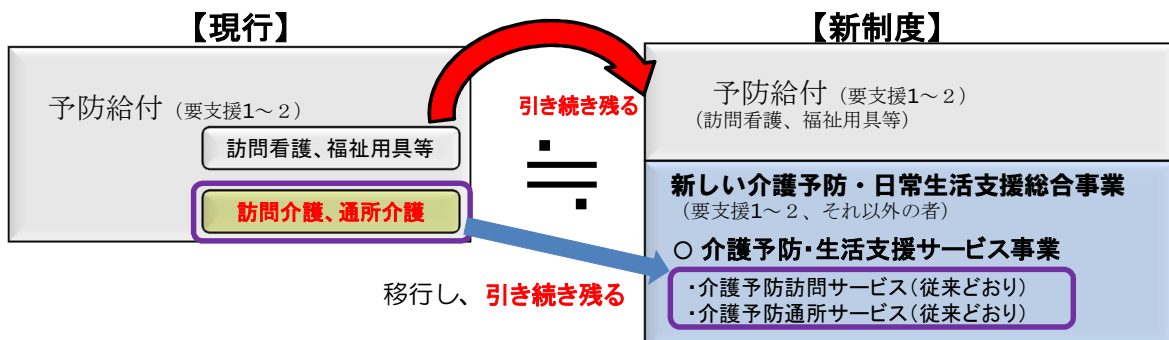 【現行】
予防給付（要支援1～2）
訪問看護、福祉用具等
訪問介護、通所介護
引き続き残る
≒
移行し、引き続き残る
【新制度】
予防給付（要支援1～2）
（訪問看護、福祉用具等）
新しい介護予防・日常生活支援総合事業
（要支援1～2、それ以外の者）
○ 介護予防・生活支援サービス事業
・介護予防訪問サービス（従来どおり）
・介護予防通所サービス（従来どおり）